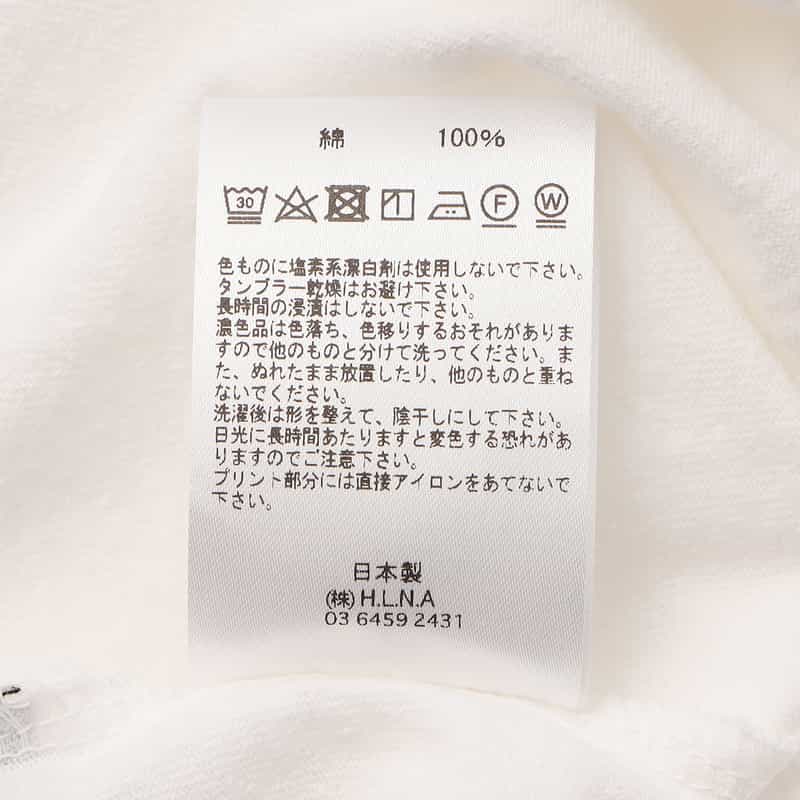 綿 100%
30 F W
色ものに塩素系漂白剤は使用しないで下さい。
タンブラー乾燥はお避け下さい。
長時間の浸漬はしないで下さい。
濃色品は色落ち、色移りするおそれがありま
すので他のものと分けて洗ってください。ま
た、ぬれたまま放置したり、他のものと重ね
ないでください。
洗濯後は形を整えて、陰干しにして下さい。
日光に長時間あたりますと変色する恐れがあ
りますのでご注意下さい。
プリント部分には直接アイロンをあてないで
下さい。
日本製
㈱ H.L.N.A
03 6459 2431